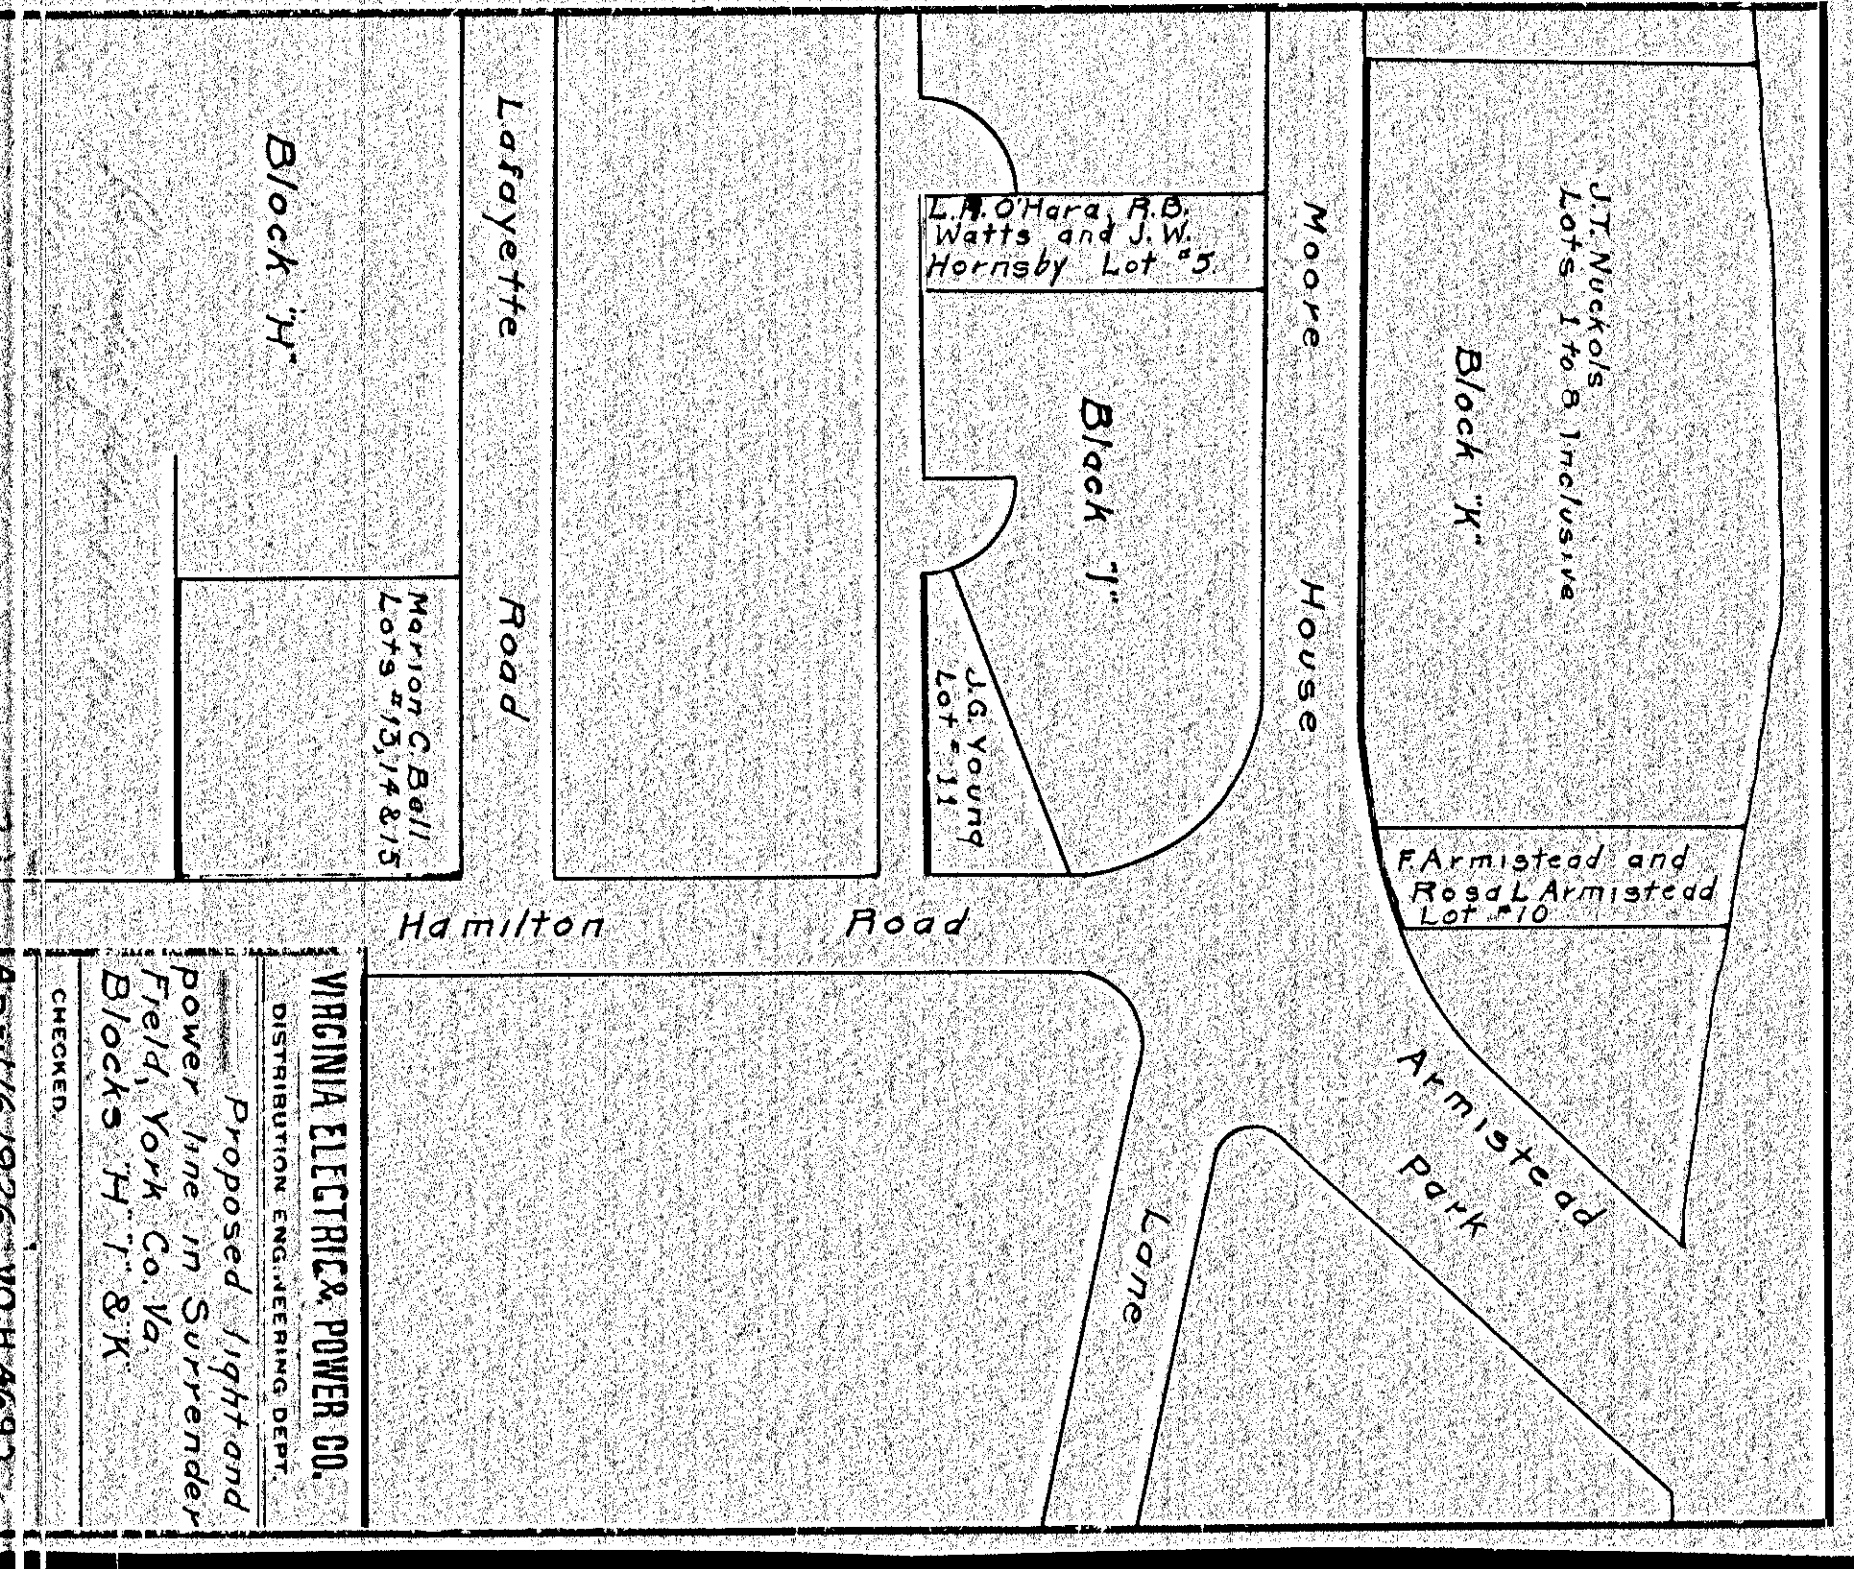 J.T. Nuckols
Lots 1 to 8 Inclusive
Block "K"
F. Armistead and
Rosa L Armistead
Lot #10
Moore House
Armistead
Park
L.R. O'Hara, R.B.
Watts and J.W.
Hornsby Lot #5
Block "I"
J.G. Young
Lot #11
Lane
Lafayette Road
Hamilton Road
Block "H"
Marion C. Ball
Lots #13, 14 & 15
VIRGINIA ELECTRIC & POWER CO.
DISTRIBUTION ENGINEERING DEPT.
Proposed light and
power line in Surrender
Field, York Co. Va.
Blocks "H" "I" & "K"
CHECKED.